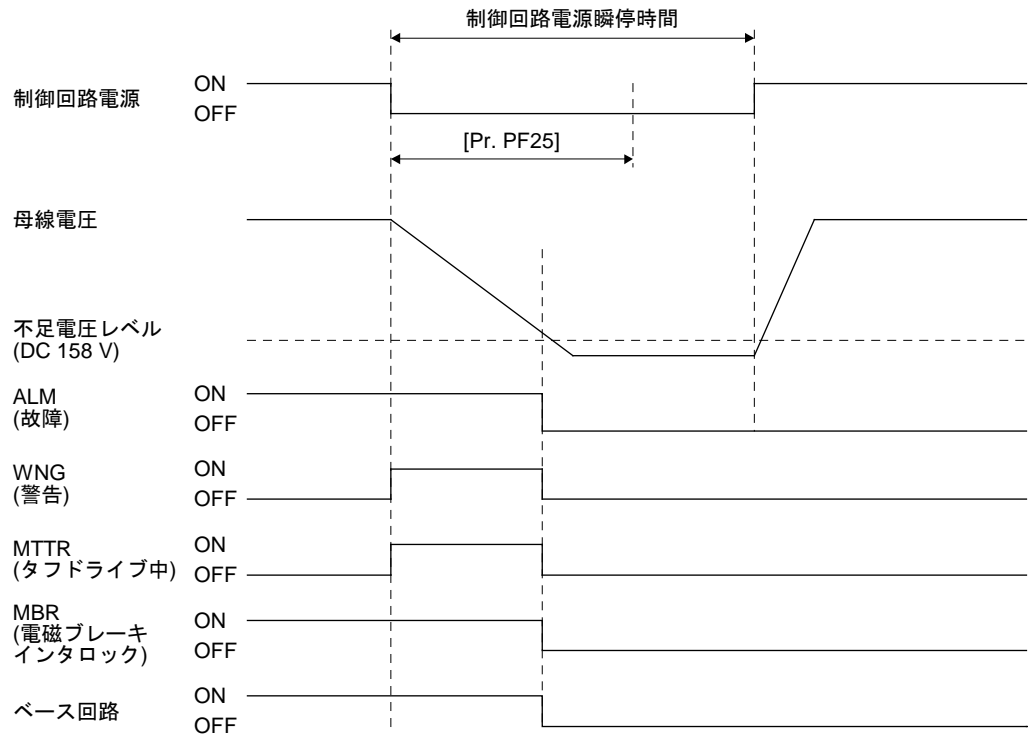 制御回路電源瞬停時間
制御回路電源
ON
OFF
[Pr. PF25]
母線電圧
不足電圧レベル
(DC 158 V)
ALM
(故障)
ON
OFF
WNG
(警告)
ON
OFF
MTTR
(タフドライブ中)
ON
OFF
MBR
(電磁ブレーキ
インタロック)
ON
OFF
ベース回路
ON
OFF